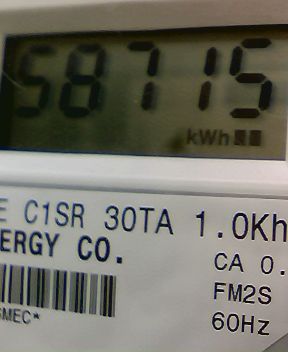 58715
kWh
E C1SR 30TA 1.0Kh
ERGY CO.
CA 0.
FM2S
60Hz
SMEC*